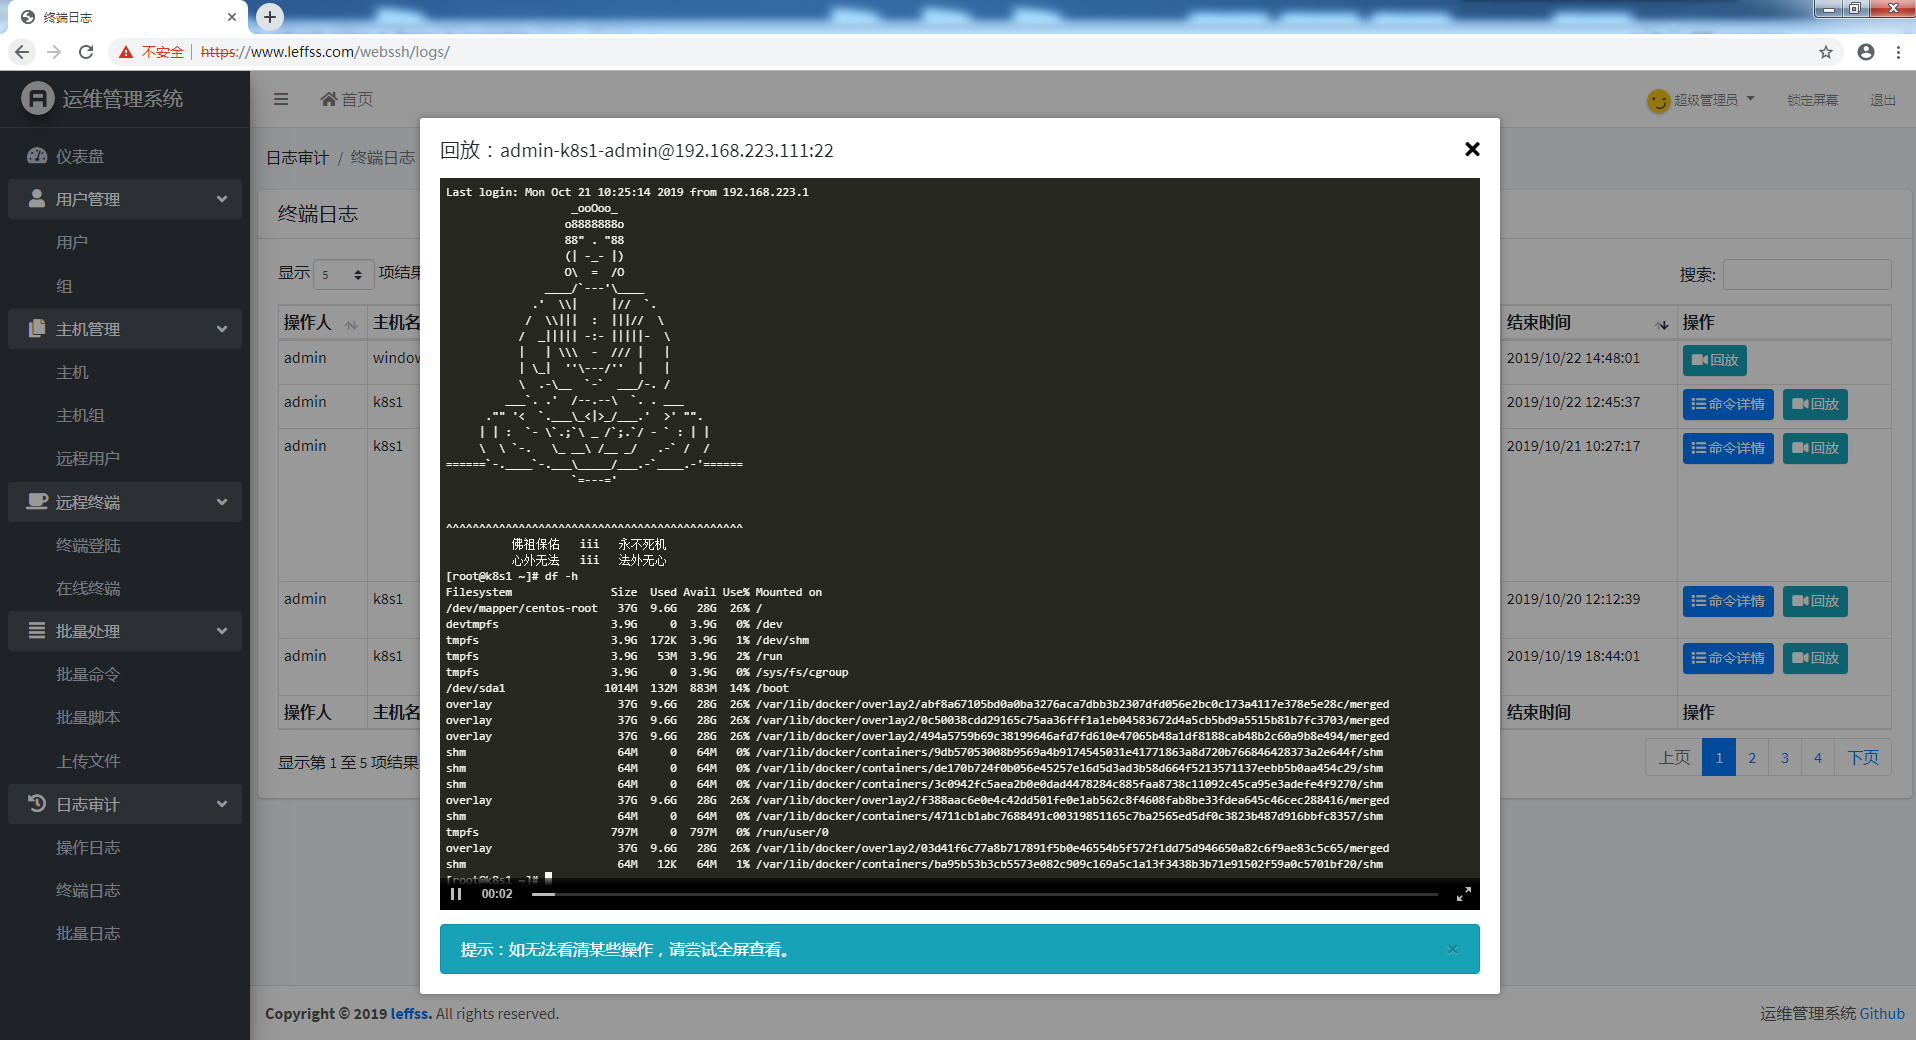 终端日志
不安全 | https://www.leffss.com/webssh/logs/
运维管理系统
首页
超级管理员
锁定屏幕
退出
仪表盘
用户管理
用户
组
主机管理
主机
主机组
远程用户
远程终端
终端登陆
在线终端
批量处理
批量命令
批量脚本
上传文件
日志审计
操作日志
终端日志
批量日志
日志审计 / 终端日志
终端日志
显示 5 项结果
搜索:
操作人 主机名 结束时间 操作
admin window 2019/10/22 14:48:01 回放
admin k8s1 2019/10/22 12:45:37 命令详情 回放
admin k8s1 2019/10/21 10:27:17 命令详情 回放
admin k8s1 2019/10/20 12:12:39 命令详情 回放
admin k8s1 2019/10/19 18:44:01 命令详情 回放
操作人 主机名 结束时间 操作
显示第 1 至 5 项结果
上页 1 2 3 4 下页
回放：admin-k8s1-admin@192.168.223.111:22
Last login: Mon Oct 21 10:25:14 2019 from 192.168.223.1
                   _ooOoo_
                  o8888888o
                  88" . "88
                  (| -_- |)
                  O\  =  /O
               ____/`---'\____
             .'  \\|     |//  `.
            /  \\|||  :  |||//  \
           /  _||||| -:- |||||-  \
           |   | \\\  -  /// |   |
           | \_|  ''\---/''  |   |
           \  .-\__  `-`  ___/-. /
         ___`. .'  /--.--\  `. . ___
      ."" '<  `.___\_<|>_/___.'  >' "".
     | | :  `- \`.;`\ _ /`;.`/ - ` : | |
     \  \ `-.   \_ __\ /__ _/   .-` /  /
======`-.____`-.___\_____/___.-`____.-'======
                   `=---='
^^^^^^^^^^^^^^^^^^^^^^^^^^^^^^^^^^^^^^^^^^^^^
佛祖保佑 iii 永不死机
心外无法 iii 法外无心
[root@k8s1 ~]# df -h
Filesystem Size Used Avail Use% Mounted on
/dev/mapper/centos-root 37G 9.6G 28G 26% /
devtmpfs 3.9G 0 3.9G 0% /dev
tmpfs 3.9G 172K 3.9G 1% /dev/shm
tmpfs 3.9G 53M 3.9G 2% /run
tmpfs 3.9G 0 3.9G 0% /sys/fs/cgroup
/dev/sda1 1014M 132M 883M 14% /boot
overlay 37G 9.6G 28G 26% /var/lib/docker/overlay2/abf8a67105bd0a0ba3276aca7dbb3b2307dfd056e2bc0c173a4117e378e5e28c/merged
overlay 37G 9.6G 28G 26% /var/lib/docker/overlay2/0c50038cdd29165c75aa36fff1a1eb04583672d4a5cb5bd9a5515b81b7fc3703/merged
overlay 37G 9.6G 28G 26% /var/lib/docker/overlay2/494a5759b69c38199646afd7fd610e47065b48a1df8188cab48b2c60a9b8e494/merged
shm 64M 0 64M 0% /var/lib/docker/containers/9db57053008b9569a4b9174545031e41771863a8d720b766846428373a2e644f/shm
shm 64M 0 64M 0% /var/lib/docker/containers/de170b724f0b056e45257e16d5d3ad3b58d664f5213571137eebb5b0aa454c29/shm
shm 64M 0 64M 0% /var/lib/docker/containers/3c0942fc5aea2b0e0dad4478284c885faa8738c11092c45ca95e3adefe4f9270/shm
overlay 37G 9.6G 28G 26% /var/lib/docker/overlay2/f388aac6e0e4c42dd501fe0e1ab562c8f4608fab8be33fdea645c46cec288416/merged
shm 64M 0 64M 0% /var/lib/docker/containers/4711cb1abc7688491c00319851165c7ba2565ed5df0c3823b487d916bbfc8357/shm
tmpfs 797M 0 797M 0% /run/user/0
overlay 37G 9.6G 28G 26% /var/lib/docker/overlay2/03d41f6c77a8b717891f5b0e46554b5f572f1dd75d946650a82c6f9ae83c5c65/merged
shm 64M 12K 64M 1% /var/lib/docker/containers/ba95b53b3cb5573e082c909c169a5c1a13f3438b3b71e91502f59a0c5701bf20/shm
[root@k8s1 ~]#
00:02
提示：如无法看清某些操作，请尝试全屏查看。
Copyright © 2019 leffss. All rights reserved.
运维管理系统 Github